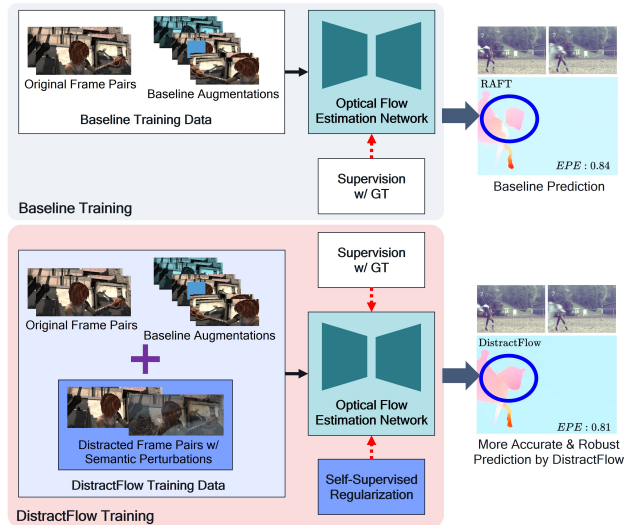 Original Frame Pairs
Baseline Augmentations
Baseline Training Data
Optical Flow
Estimation Network
Supervision
w/ GT
Baseline Training
RAFT
EPE : 0.84
Baseline Prediction
Original Frame Pairs
Baseline Augmentations
+
Distracted Frame Pairs w/
Semantic Perturbations
DistractFlow Training Data
Supervision
w/ GT
Optical Flow
Estimation Network
Self-Supervised
Regularization
DistractFlow Training
DistractFlow
EPE : 0.81
More Accurate & Robust
Prediction by DistractFlow